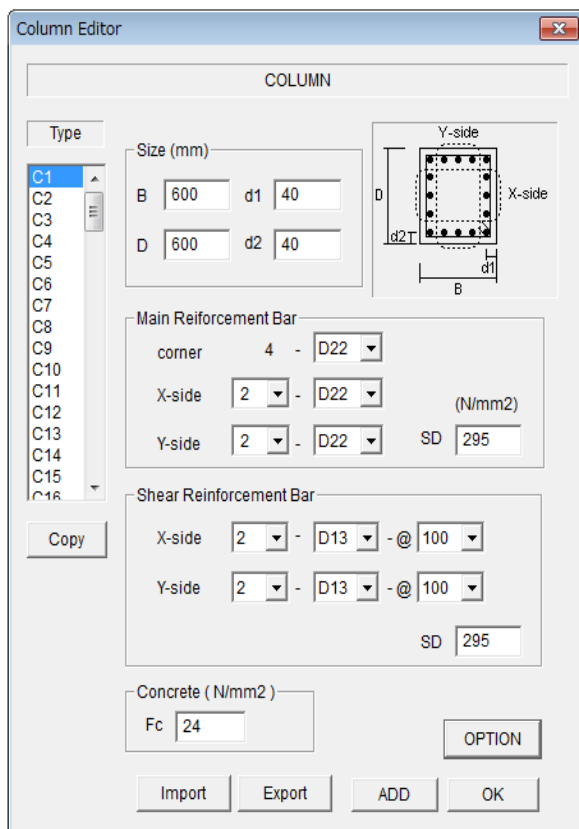 Column Editor
COLUMN
Type
C1
C2
C3
C4
C5
C6
C7
C8
C9
C10
C11
C12
C13
C14
C15
C16
Copy
Size (mm)
B 600 d1 40
D 600 d2 40
Y-side
D
X-side
d2
d1
B
Main Reiforcement Bar
corner 4 - D22
X-side 2 - D22 (N/mm2)
Y-side 2 - D22 SD 295
Shear Reinforcement Bar
X-side 2 - D13 - @ 100
Y-side 2 - D13 - @ 100
SD 295
Concrete ( N/mm2 )
Fc 24
OPTION
Import Export ADD OK